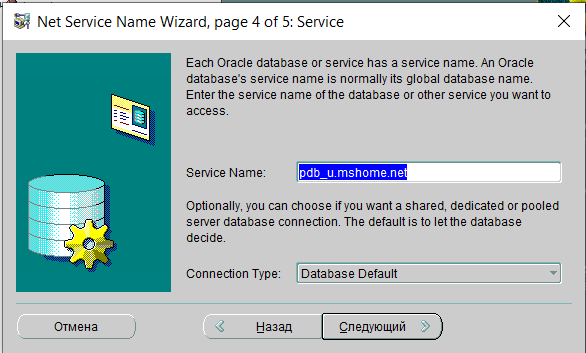 Net Service Name Wizard, page 4 of 5: Service
Each Oracle database or service has a service name. An Oracle
database's service name is normally its global database name.
Enter the service name of the database or other service you want to
access.
Service Name:
pdb_u.mshome.net
Optionally, you can choose if you want a shared, dedicated or pooled
server database connection. The default is to let the database
decide.
Connection Type:
Database Default
Отмена
Назад
Следующий